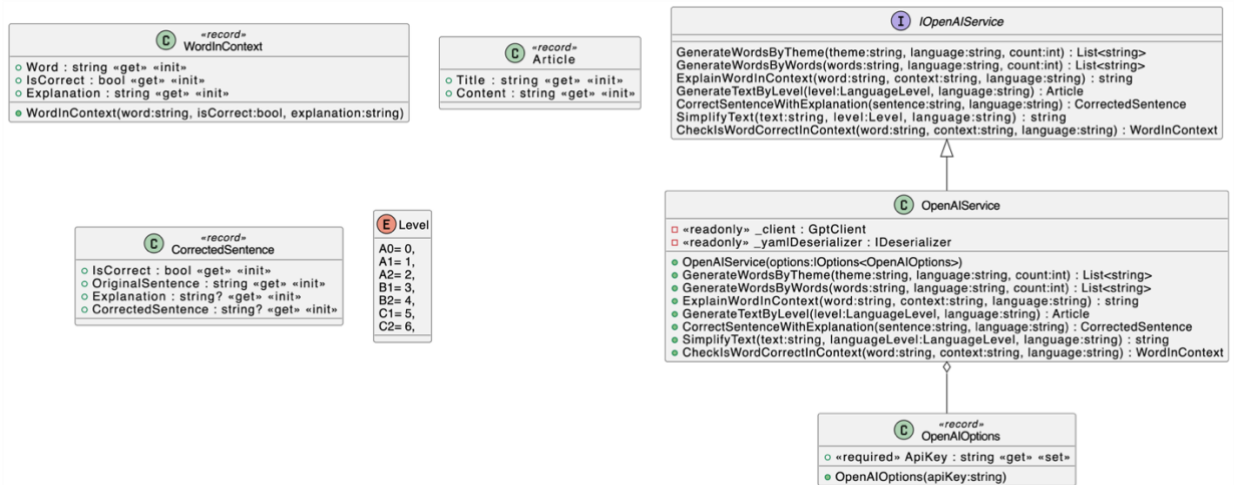 «record»
C WordInContext
Word : string «get» «init»
IsCorrect : bool «get» «init»
Explanation : string «get» «init»
WordInContext(word:string, isCorrect:bool, explanation:string)
«record»
C Article
Title : string «get» «init»
Content : string «get» «init»
I IOpenAIService
GenerateWordsByTheme(theme:string, language:string, count:int) : List<string>
GenerateWordsByWords(words:string, language:string, count:int) : List<string>
ExplainWordInContext(word:string, context:string, language:string) : string
GenerateTextByLevel(level:LanguageLevel, language:string) : Article
CorrectSentenceWithExplanation(sentence:string, language:string) : CorrectedSentence
SimplifyText(text:string, level:Level, language:string) : string
CheckIsWordCorrectInContext(word:string, context:string, language:string) : WordInContext
«record»
C CorrectedSentence
IsCorrect : bool «get» «init»
OriginalSentence : string «get» «init»
Explanation : string? «get» «init»
CorrectedSentence : string? «get» «init»
E Level
A0= 0,
A1= 1,
A2= 2,
B1= 3,
B2= 4,
C1= 5,
C2= 6,
C OpenAIService
«readonly» _client : GptClient
«readonly» _yamlDeserializer : IDeserializer
OpenAIService(options:IOptions<OpenAIOptions>)
GenerateWordsByTheme(theme:string, language:string, count:int) : List<string>
GenerateWordsByWords(words:string, language:string, count:int) : List<string>
ExplainWordInContext(word:string, context:string, language:string) : string
GenerateTextByLevel(level:LanguageLevel, language:string) : Article
CorrectSentenceWithExplanation(sentence:string, language:string) : CorrectedSentence
SimplifyText(text:string, languageLevel:LanguageLevel, language:string) : string
CheckIsWordCorrectInContext(word:string, context:string, language:string) : WordInContext
«record»
C OpenAIOptions
«required» ApiKey : string «get» «set»
OpenAIOptions(apiKey:string)